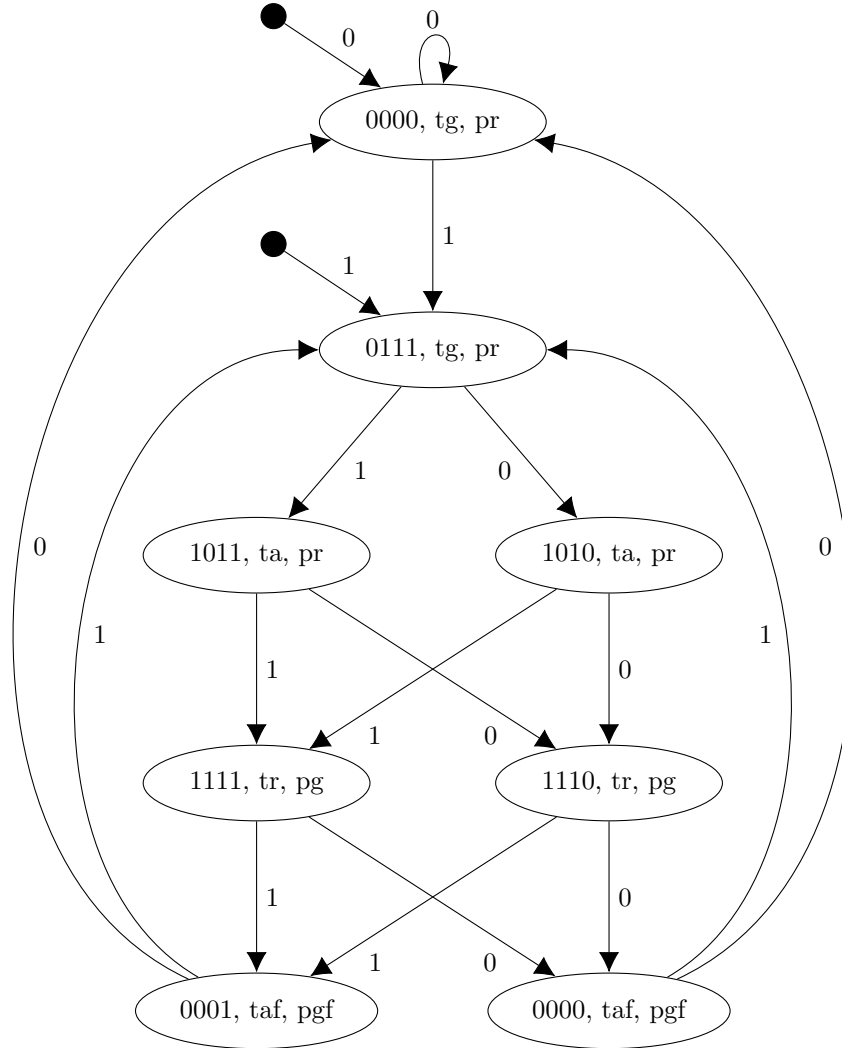 0
0
0000, tg, pr
1
1
0111, tg, pr
1
0
1011, ta, pr
1010, ta, pr
0
0
1
1
1
0
1
0
1111, tr, pg
1110, tr, pg
1
0
1
0
0001, taf, pgf
0000, taf, pgf